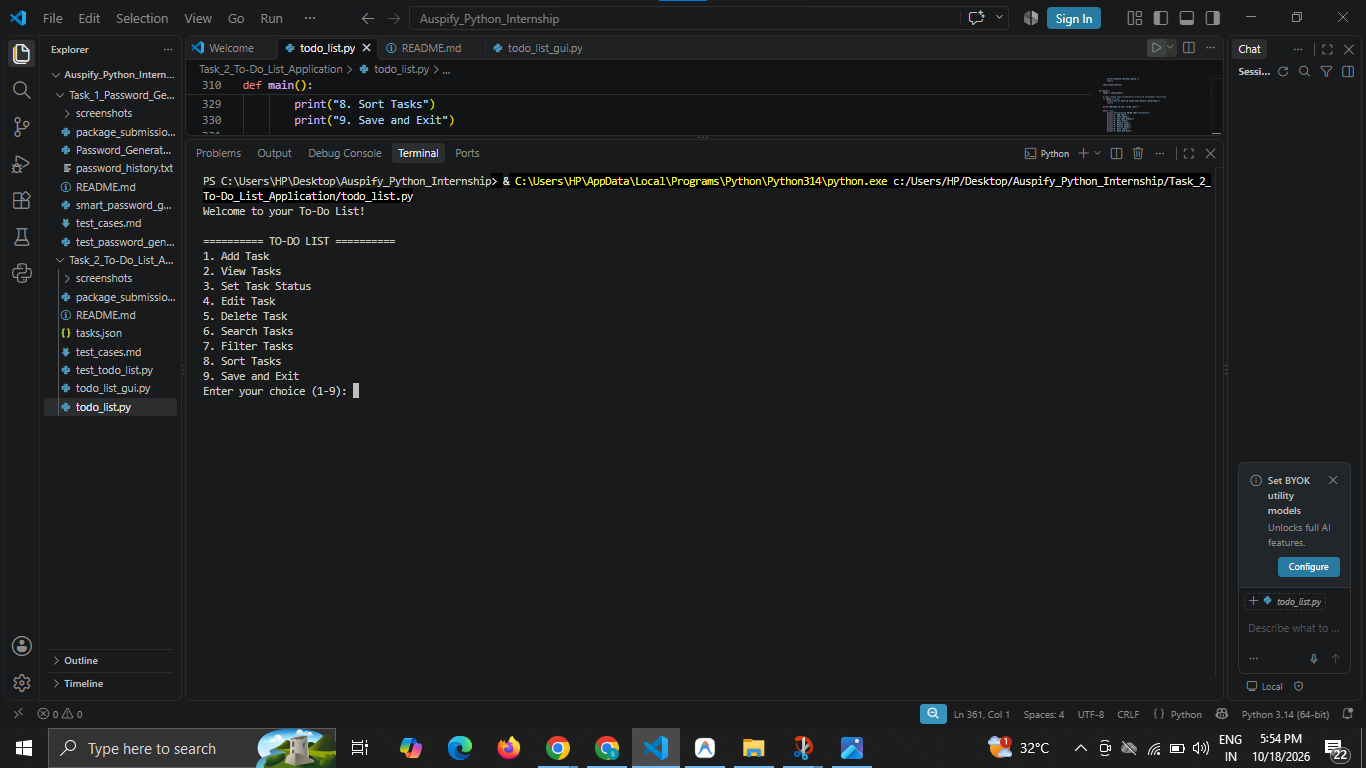 File Edit Selection View Go Run ··· Auspify_Python_Internship Sign In
Explorer ···
Auspify_Python_Intern...
Task_1_Password_Ge...
screenshots
package_submissio...
Password_Generat...
password_history.txt
README.md
smart_password_g...
test_cases.md
test_password_gen...
Task_2_To-Do_List_A...
screenshots
package_submissio...
README.md
tasks.json
test_cases.md
test_todo_list.py
todo_list_gui.py
todo_list.py
Outline
Timeline
Welcome todo_list.py README.md todo_list_gui.py
Task_2_To-Do_List_Application > todo_list.py > ...
310 def main():
329 print("8. Sort Tasks")
330 print("9. Save and Exit")
Problems Output Debug Console Terminal Ports Python
PS C:\Users\HP\Desktop\Auspify_Python_Internship> & C:\Users\HP\AppData\Local\Programs\Python\Python314\python.exe c:/Users/HP/Desktop/Auspify_Python_Internship/Task_2_
To-Do_List_Application/todo_list.py
Welcome to your To-Do List!
========== TO-DO LIST ==========
1. Add Task
2. View Tasks
3. Set Task Status
4. Edit Task
5. Delete Task
6. Search Tasks
7. Filter Tasks
8. Sort Tasks
9. Save and Exit
Enter your choice (1-9):
Chat
Sessi...
Set BYOK
utility
models
Unlocks full AI
features.
Configure
todo_list.py
Describe what to ...
Local
0 0 Ln 361, Col 1 Spaces: 4 UTF-8 CRLF {} Python Python 3.14 (64-bit)
Type here to search 1 32°C ENG
IN 5:54 PM
10/18/2026 22